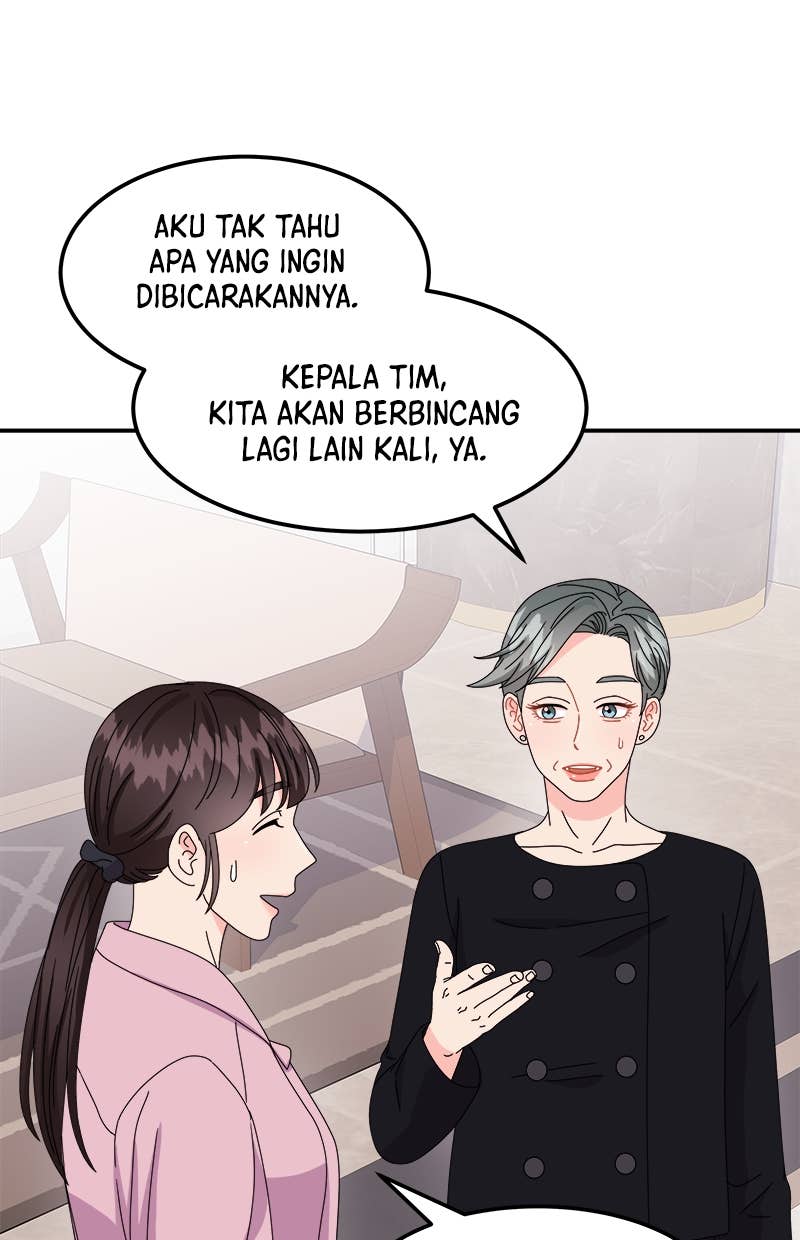 AKU TAK TAHU
APA YANG INGIN
DIBICARAKANNYA.
KEPALA TIM,
KITA AKAN BERBINCANG
LAGI LAIN KALI, YA.